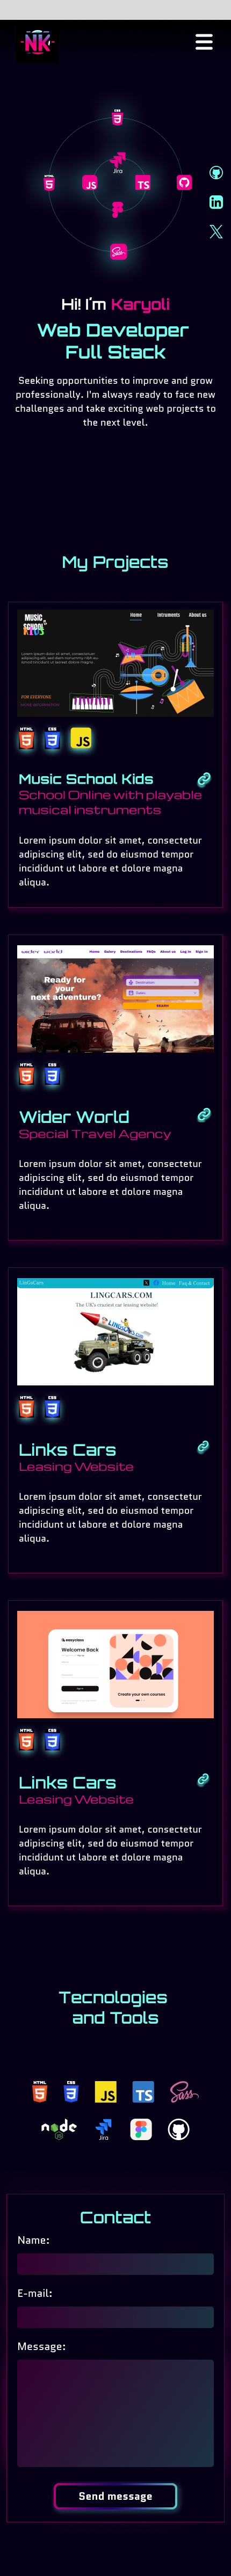 NK
Jira
JS
TS
Sass
Hi! I'm Karyoli
Web Developer
Full Stack
Seeking opportunities to improve and grow
professionally. I'm always ready to face new
challenges and take exciting web projects to
the next level.
My Projects
MUSIC
SCHOOL
KIDS
Home Intruments About us
FOR EVERYONE
HTML CSS JS
Music School Kids
School Online with playable
musical instruments
Lorem ipsum dolor sit amet, consectetur
adipiscing elit, sed do eiusmod tempor
incididunt ut labore et dolore magna
aliqua.
Home Galery Destinations FAQs About us Log in Sign in
Ready for
your
next adventure?
HTML CSS
Wider World
Special Travel Agency
Lorem ipsum dolor sit amet, consectetur
adipiscing elit, sed do eiusmod tempor
incididunt ut labore et dolore magna
aliqua.
LinGsCars
Home Faq & Contact
LINGCARS.COM
The UK's craziest car leasing website!
HTML CSS
Links Cars
Leasing Website
Lorem ipsum dolor sit amet, consectetur
adipiscing elit, sed do eiusmod tempor
incididunt ut labore et dolore magna
aliqua.
Welcome Back
Create your own courses
HTML CSS
Links Cars
Leasing Website
Lorem ipsum dolor sit amet, consectetur
adipiscing elit, sed do eiusmod tempor
incididunt ut labore et dolore magna
aliqua.
Tecnologies
and Tools
HTML CSS JS TS Sass
node
JS
Jira
Contact
Name:
E-mail:
Message:
Send message